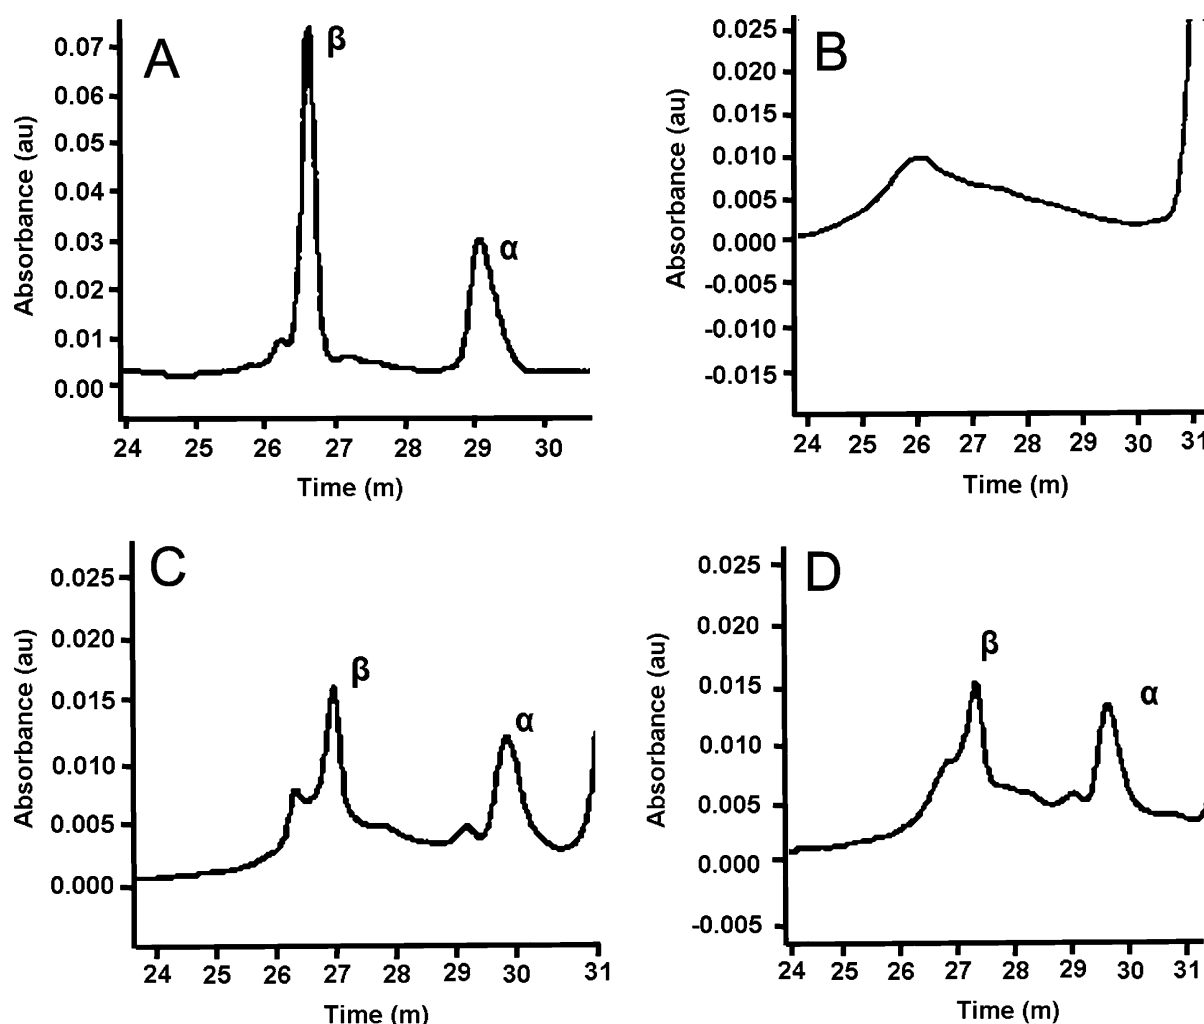 A
β
α
0.07
0.06
0.05
0.04
0.03
0.02
0.01
0.00
Absorbance (au)
24 25 26 27 28 29 30
Time (m)
B
0.025
0.020
0.015
0.010
0.005
0.000
-0.005
-0.010
-0.015
Absorbance (au)
24 25 26 27 28 29 30 31
Time (m)
C
β
α
0.025
0.020
0.015
0.010
0.005
0.000
Absorbance (au)
24 25 26 27 28 29 30 31
Time (m)
D
β
α
0.025
0.020
0.015
0.010
0.005
0.000
-0.005
Absorbance (au)
24 25 26 27 28 29 30 31
Time (m)